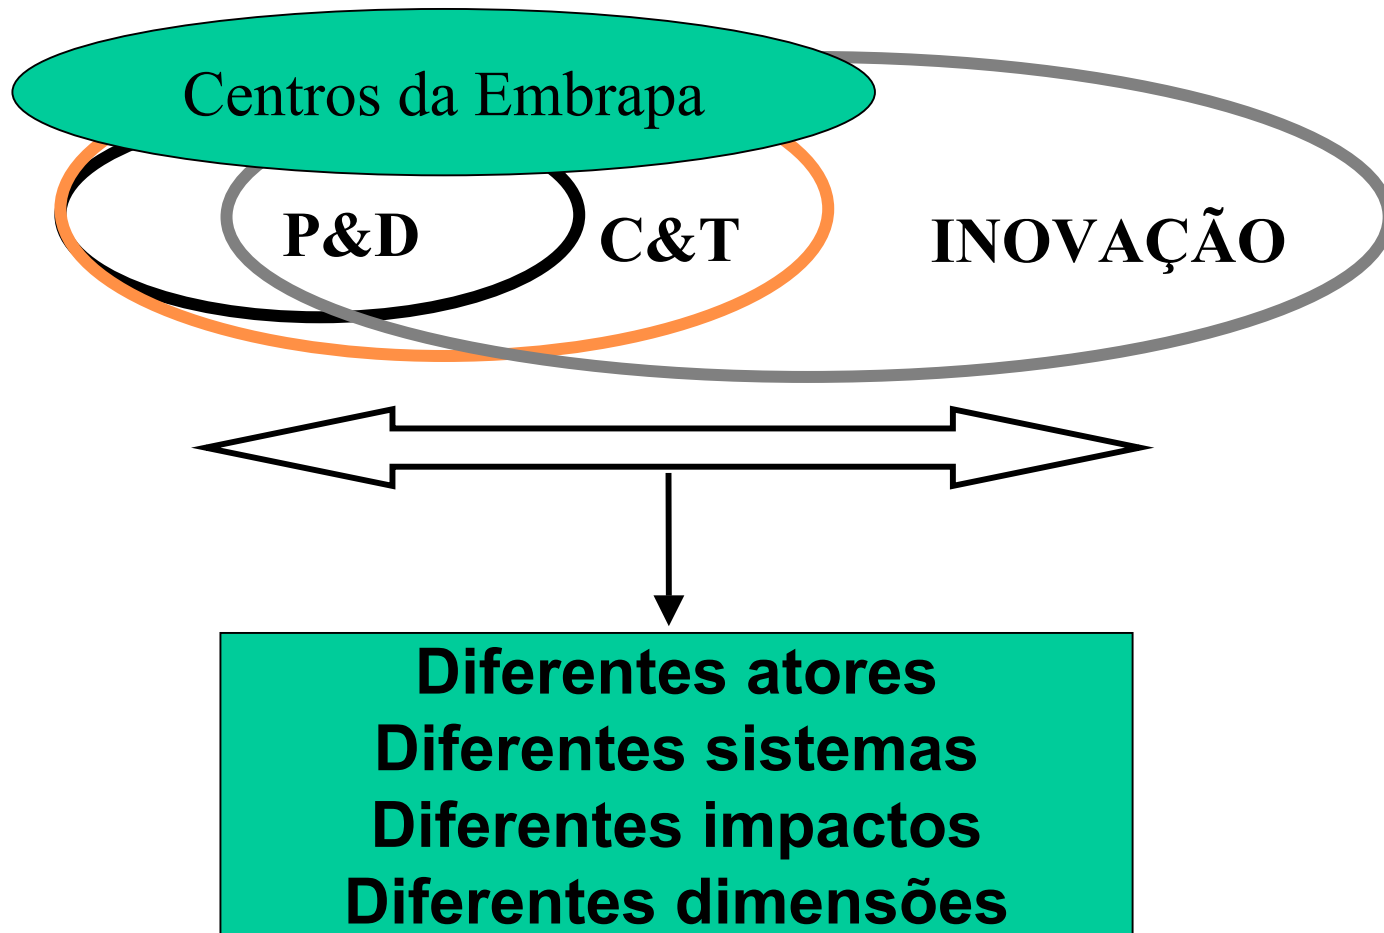 Centros da Embrapa
P&D
C&T
INOVAÇÃO
Diferentes atores
Diferentes sistemas
Diferentes impactos
Diferentes dimensões